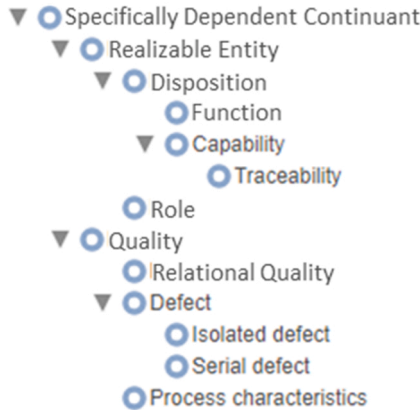 Specifically Dependent Continuant
Realizable Entity
Disposition
Function
Capability
Traceability
Role
Quality
Relational Quality
Defect
Isolated defect
Serial defect
Process characteristics